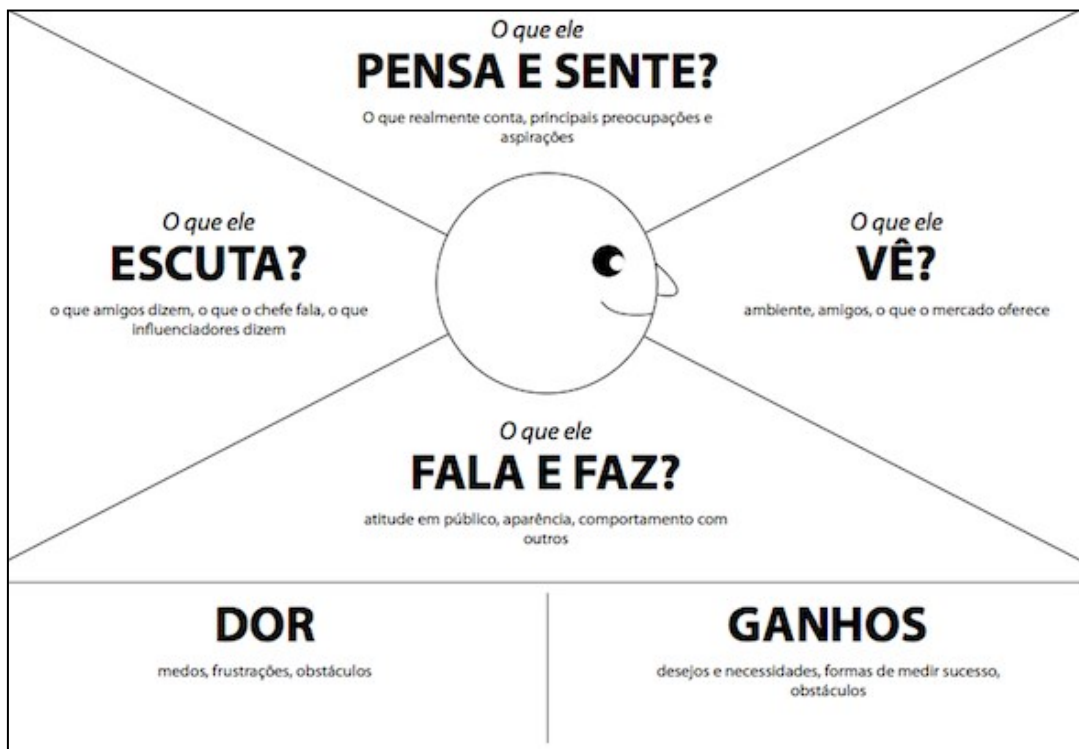 O que ele
PENSA E SENTE?
O que realmente conta, principais preocupações e
aspirações
O que ele
ESCUTA?
o que amigos dizem, o que o chefe fala, o que
influenciadores dizem
O que ele
VÊ?
ambiente, amigos, o que o mercado oferece
O que ele
FALA E FAZ?
atitude em público, aparência, comportamento com
outros
DOR
medos, frustrações, obstáculos
GANHOS
desejos e necessidades, formas de medir sucesso,
obstáculos